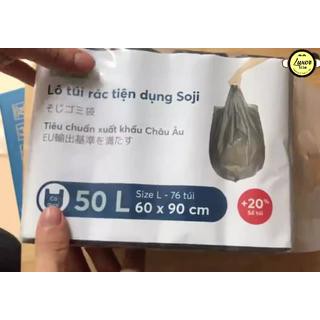 Luxor
Lô túi rác tiện dụng Soji
そじゴミ袋
Tiêu chuẩn xuất khẩu Châu Âu
EU輸出基準を満たす
50 L
Size L - 76 túi
60 x 90 cm
+20%
Số túi